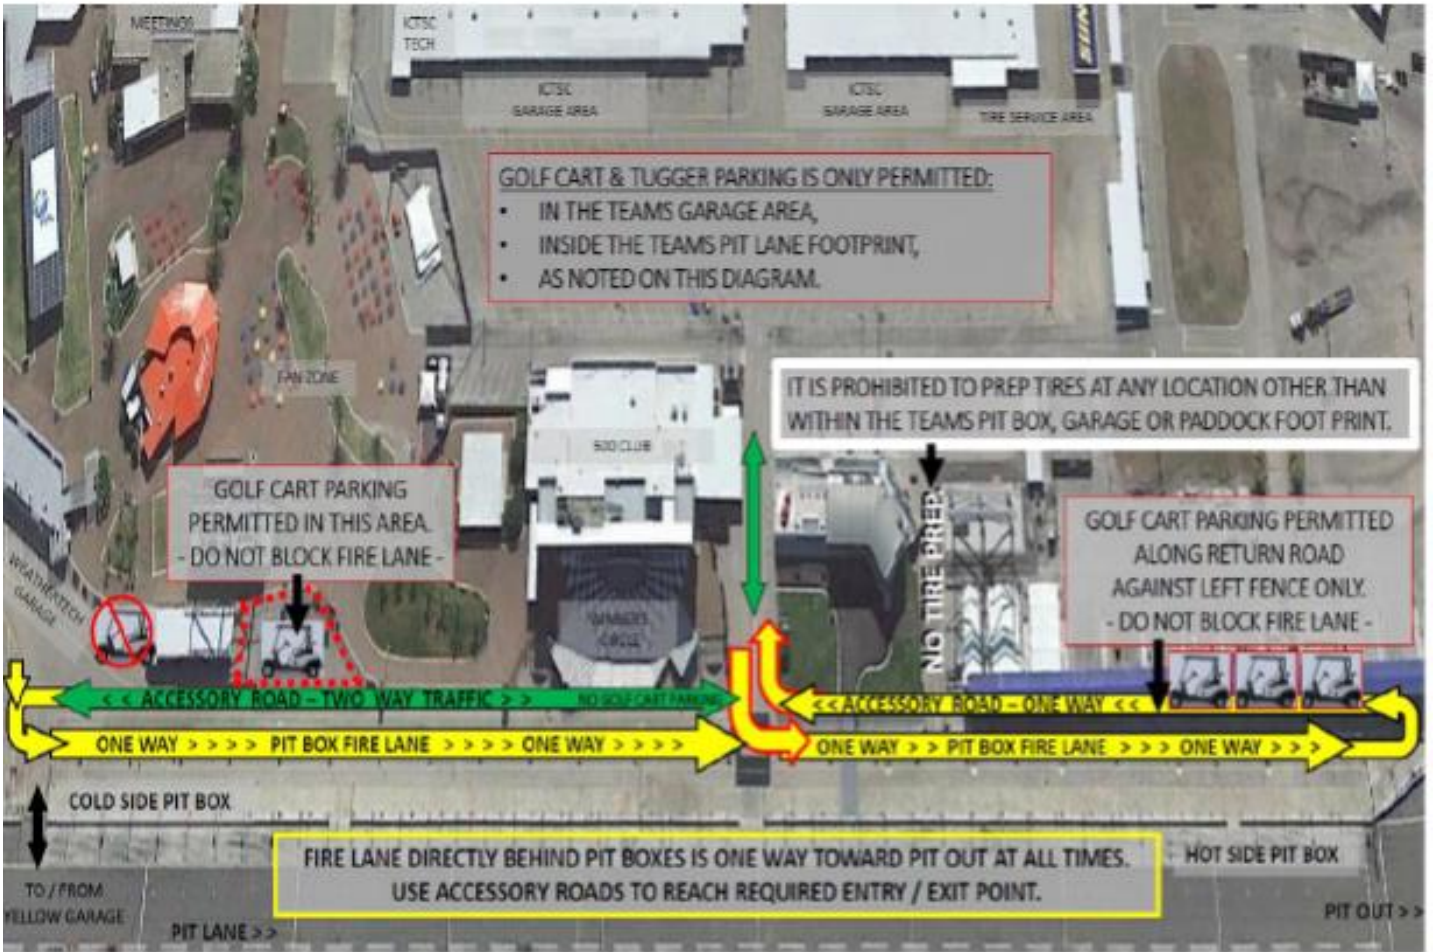 MEETINGS
ICTSC
TECH
ICTSC
GARAGE AREA
ICTSC
GARAGE AREA
TIRE SERVICE AREA
GOLF CART & TUGGER PARKING IS ONLY PERMITTED:
• IN THE TEAMS GARAGE AREA,
• INSIDE THE TEAMS PIT LANE FOOTPRINT,
• AS NOTED ON THIS DIAGRAM.
FAN ZONE
IT IS PROHIBITED TO PREP TIRES AT ANY LOCATION OTHER THAN
WITHIN THE TEAMS PIT BOX, GARAGE OR PADDOCK FOOT PRINT.
500 CLUB
GOLF CART PARKING
PERMITTED IN THIS AREA.
- DO NOT BLOCK FIRE LANE -
NO TIRE PREP
GOLF CART PARKING PERMITTED
ALONG RETURN ROAD
AGAINST LEFT FENCE ONLY.
- DO NOT BLOCK FIRE LANE -
WEATHERTECH
GARAGE
WINNERS
CIRCLE
< < ACCESSORY ROAD – TWO WAY TRAFFIC > >
NO GOLF CART PARKING
<< ACCESSORY ROAD – ONE WAY <<
ONE WAY > > > > PIT BOX FIRE LANE > > > > ONE WAY > > > >
ONE WAY > > PIT BOX FIRE LANE > > > ONE WAY > > >
COLD SIDE PIT BOX
FIRE LANE DIRECTLY BEHIND PIT BOXES IS ONE WAY TOWARD PIT OUT AT ALL TIMES.
USE ACCESSORY ROADS TO REACH REQUIRED ENTRY / EXIT POINT.
HOT SIDE PIT BOX
TO / FROM
YELLOW GARAGE
PIT LANE > >
PIT OUT > >